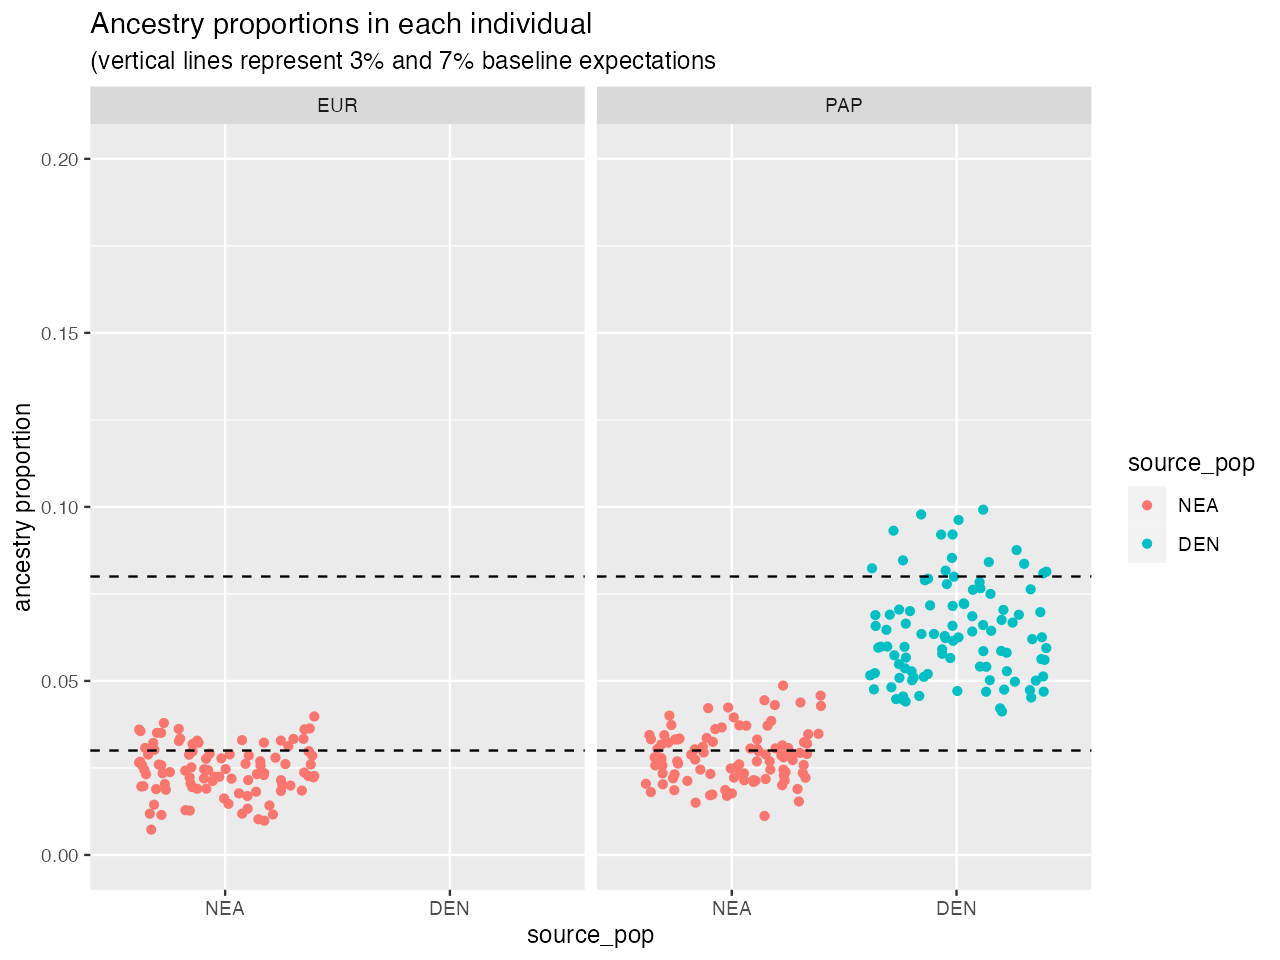 Ancestry proportions in each individual
(vertical lines represent 3% and 7% baseline expectations
EUR
PAP
0.20
0.15
0.10
0.05
0.00
ancestry proportion
NEA
DEN
NEA
DEN
source_pop
source_pop
NEA
DEN